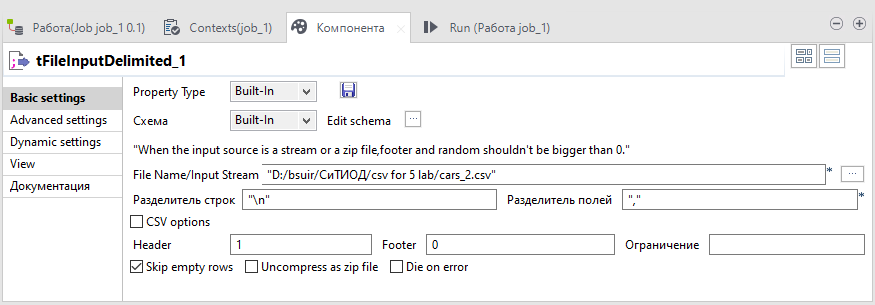 Работа(Job job_1 0.1) Contexts(job_1) Компонента Run (Работа job_1)
tFileInputDelimited_1
Basic settings
Advanced settings
Dynamic settings
View
Документация
Property Type Built-In
Схема Built-In Edit schema ...
"When the input source is a stream or a zip file,footer and random shouldn't be bigger than 0."
File Name/Input Stream "D:/bsuir/СиТИОД/csv for 5 lab/cars_2.csv" * ...
Разделитель строк "\n" Разделитель полей "," *
CSV options
Header 1 Footer 0 Ограничение
Skip empty rows Uncompress as zip file Die on error